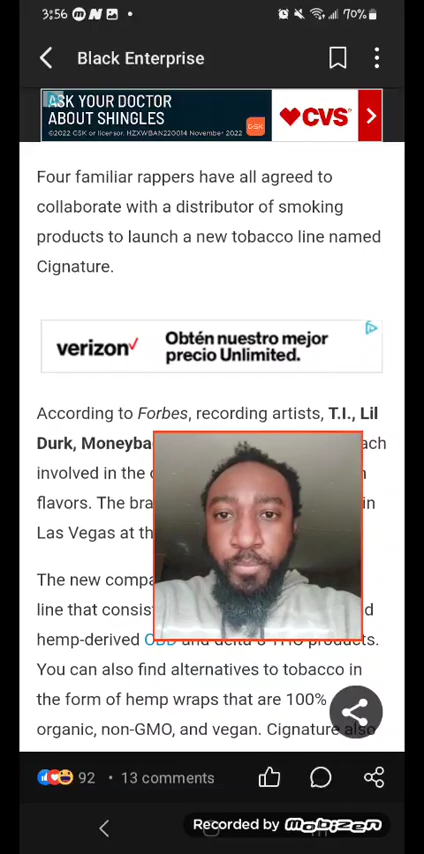 3:56
70%
Black Enterprise
ASK YOUR DOCTOR
ABOUT SHINGLES
©2022 GSK or licensor. HZXWBAN220014 November 2022
GSK
CVS
Four familiar rappers have all agreed to
collaborate with a distributor of smoking
products to launch a new tobacco line named
Cignature.
verizon
Obtén nuestro mejor
precio Unlimited.
According to Forbes, recording artists, T.I., Lil
Durk, Moneyba
involved in the
flavors. The bra in
Las Vegas at th
The new compa
line that consis
hemp-derived CBD and delta-8 THC products.
You can also find alternatives to tobacco in
the form of hemp wraps that are 100%
organic, non-GMO, and vegan. Cignature also
92 • 13 comments
Recorded by mobizen